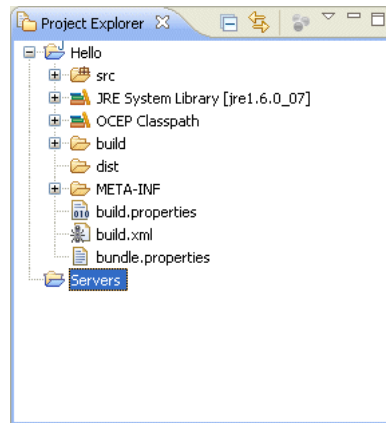 Project Explorer
Hello
src
JRE System Library [jre1.6.0_07]
OCEP Classpath
build
dist
META-INF
build.properties
build.xml
bundle.properties
Servers